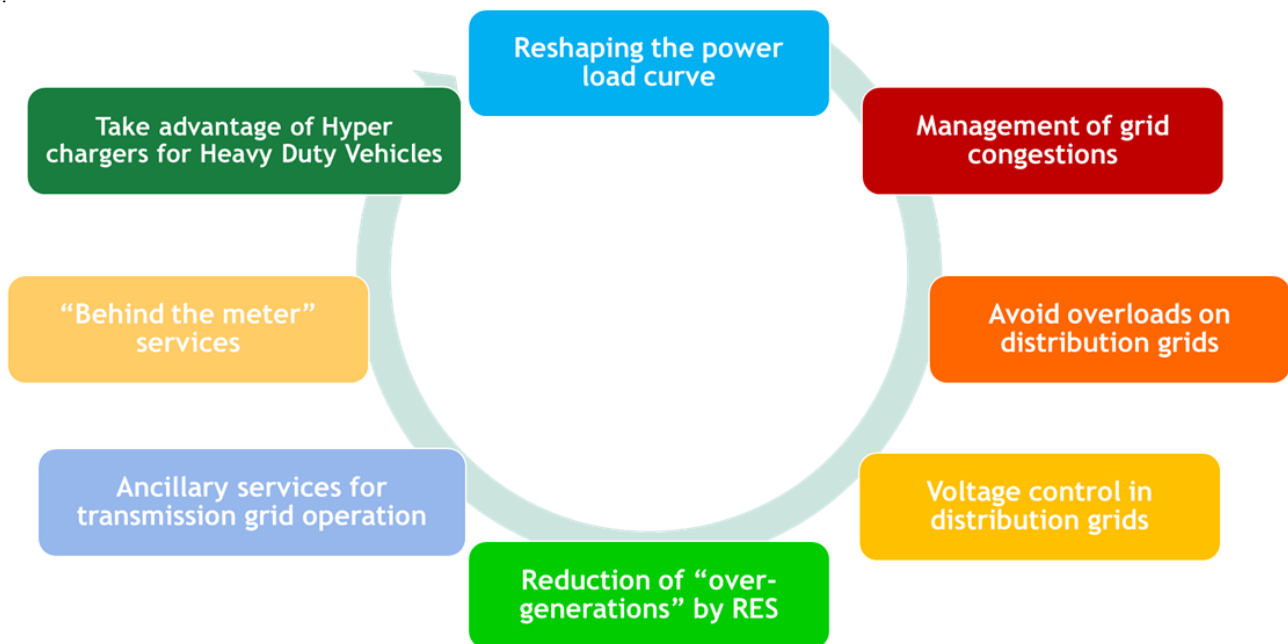 Reshaping the power
load curve
Management of grid
congestions
Avoid overloads on
distribution grids
Voltage control in
distribution grids
Reduction of “over-
generations” by RES
Ancillary services for
transmission grid operation
“Behind the meter”
services
Take advantage of Hyper
chargers for Heavy Duty Vehicles